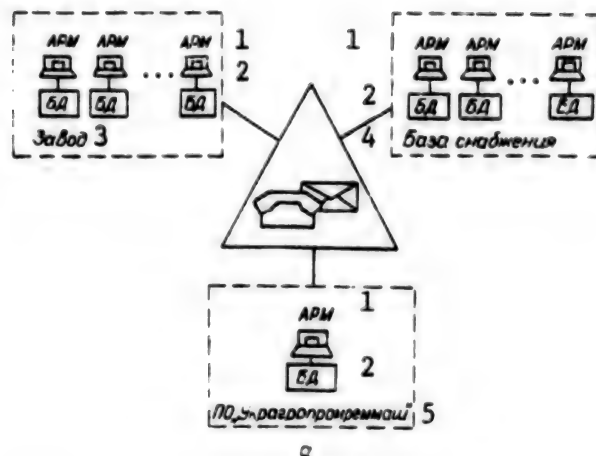 АРМ АРМ АРМ 1
2
БД БД ... БД
Завод 3
1 АРМ АРМ АРМ
2
БД БД ... БД
4 База снабжения
АРМ 1
БД 2
ПО„Украгропромреммаш" 5
а